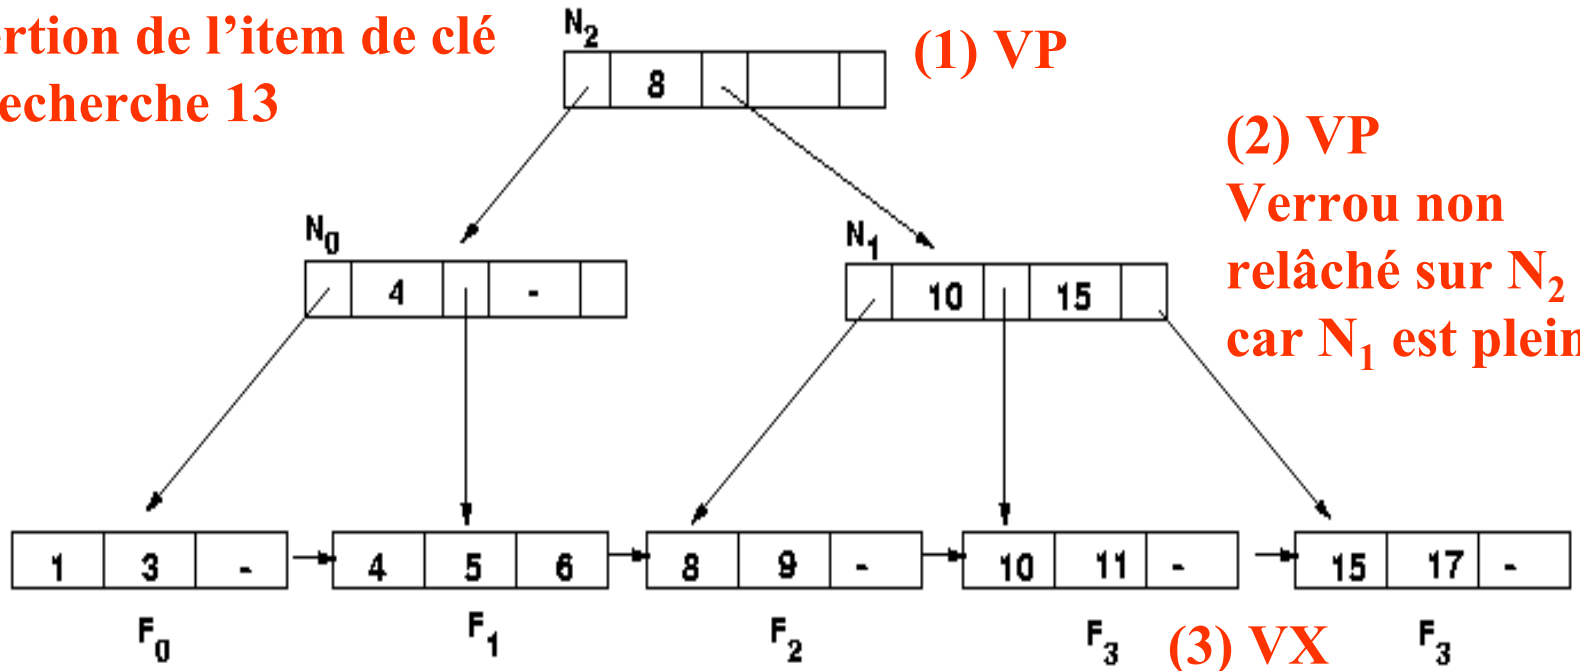 ertion de l'item de clé
echerche 13
N2
8
(1) VP
(2) VP
Verrou non
relâché sur N2
car N1 est plein
N0
4 -
N1
10 15
1 3 -
4 5 6
8 9 -
10 11 -
15 17 -
F0
F1
F2
F3
(3) VX
F3